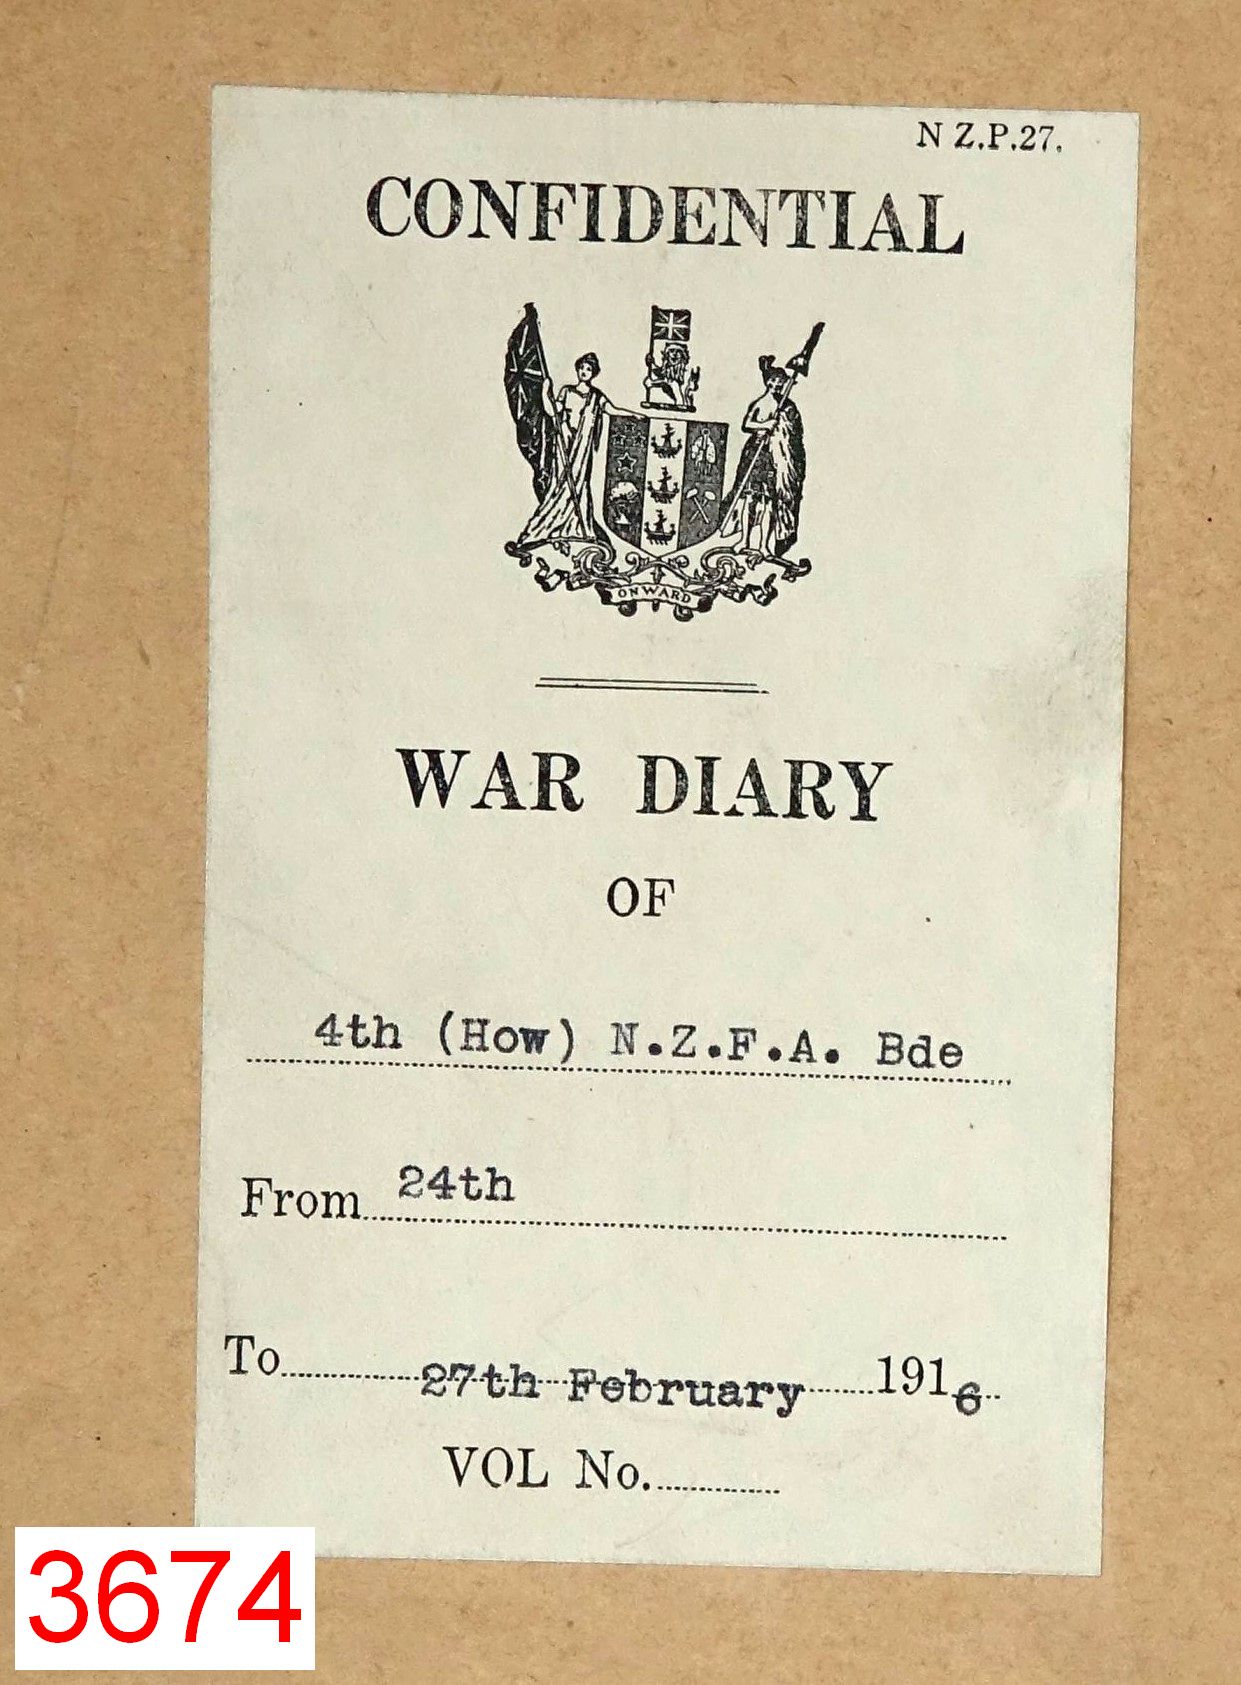 N Z.P.27.
CONFIDENTIAL
ONWARD
WAR DIARY
OF
4th (How) N.Z.F.A. Bde
From 24th
To 27th February 1916
VOL No.
3674